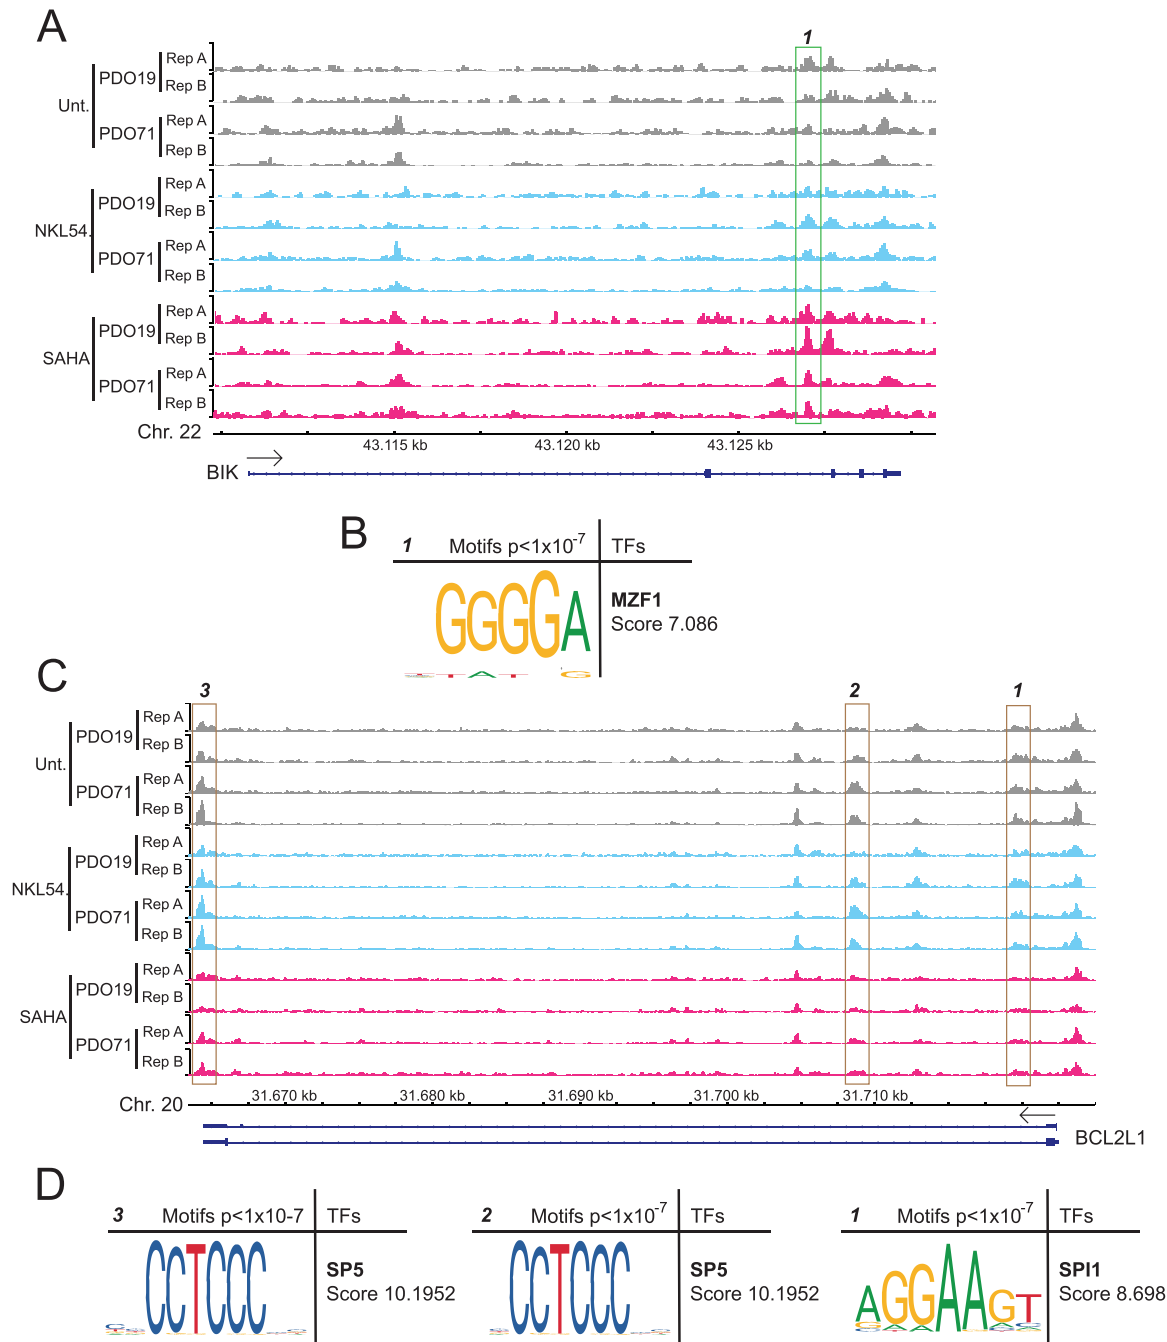 A
1
Unt.
PDO19
Rep A
Rep B
PDO71
Rep A
Rep B
NKL54.
PDO19
Rep A
Rep B
PDO71
Rep A
Rep B
SAHA
PDO19
Rep A
Rep B
PDO71
Rep A
Rep B
Chr. 22
43.115 kb 43.120 kb 43.125 kb
BIK
B
1 Motifs p<1x10-7 TFs
GGGGA
MZF1
Score 7.086
C
3 2 1
Unt.
PDO19
Rep A
Rep B
PDO71
Rep A
Rep B
NKL54.
PDO19
Rep A
Rep B
PDO71
Rep A
Rep B
SAHA
PDO19
Rep A
Rep B
PDO71
Rep A
Rep B
Chr. 20
31.670 kb 31.680 kb 31.690 kb 31.700 kb 31.710 kb
BCL2L1
D
3 Motifs p<1x10-7 TFs
CCTCCC
SP5
Score 10.1952
2 Motifs p<1x10-7 TFs
CCTCCC
SP5
Score 10.1952
1 Motifs p<1x10-7 TFs
AGGAAGT
SPI1
Score 8.698